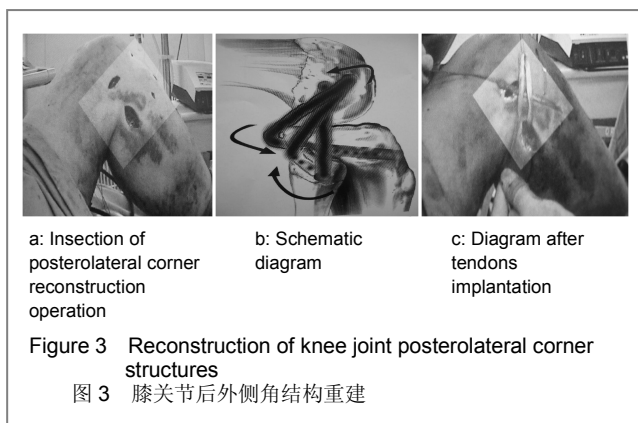 a: Insection of
posterolateral corner
reconstruction
operation
b: Schematic
diagram
c: Diagram after
tendons
implantation
Figure 3 Reconstruction of knee joint posterolateral corner
structures
图 3 膝关节后外侧角结构重建